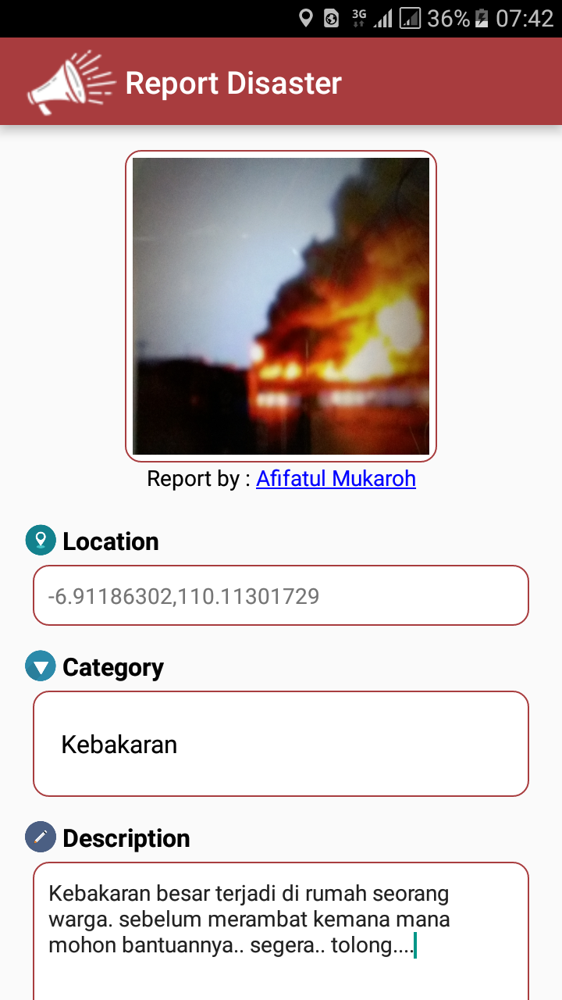 3G 36% 07:42
Report Disaster
Report by : Afifatul Mukaroh
Location
-6.91186302,110.11301729
Category
Kebakaran
Description
Kebakaran besar terjadi di rumah seorang
warga. sebelum merambat kemana mana
mohon bantuannya.. segera.. tolong....